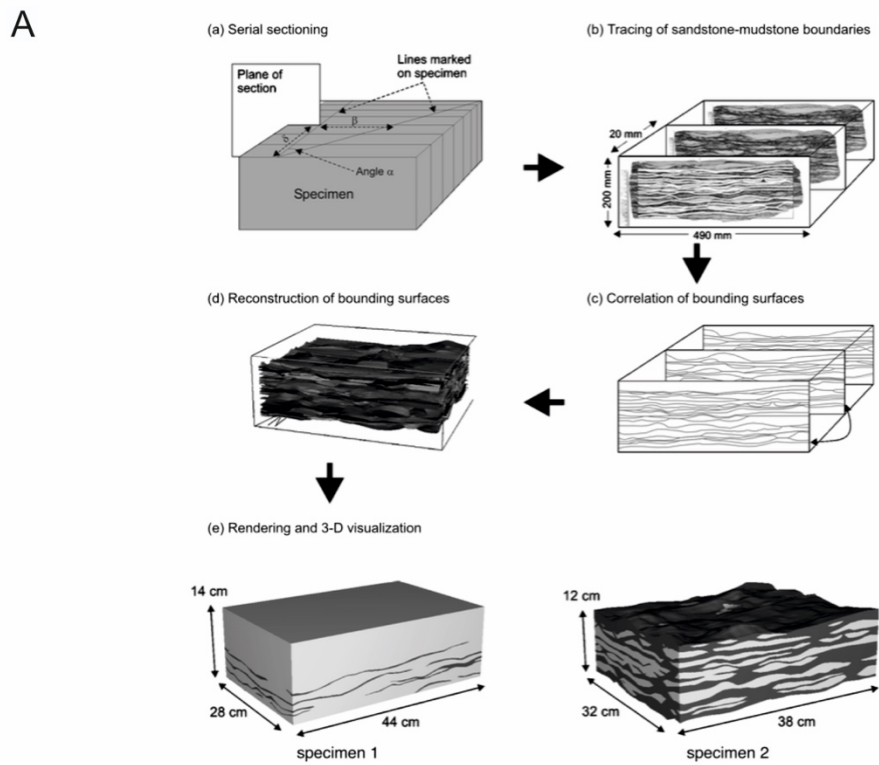 A
(a) Serial sectioning
Plane of
section
Lines marked
on specimen
β
δ
Angle α
Specimen
(b) Tracing of sandstone-mudstone boundaries
20 mm
200 mm
490 mm
(d) Reconstruction of bounding surfaces
(c) Correlation of bounding surfaces
(e) Rendering and 3-D visualization
14 cm
28 cm
44 cm
specimen 1
12 cm
32 cm
38 cm
specimen 2